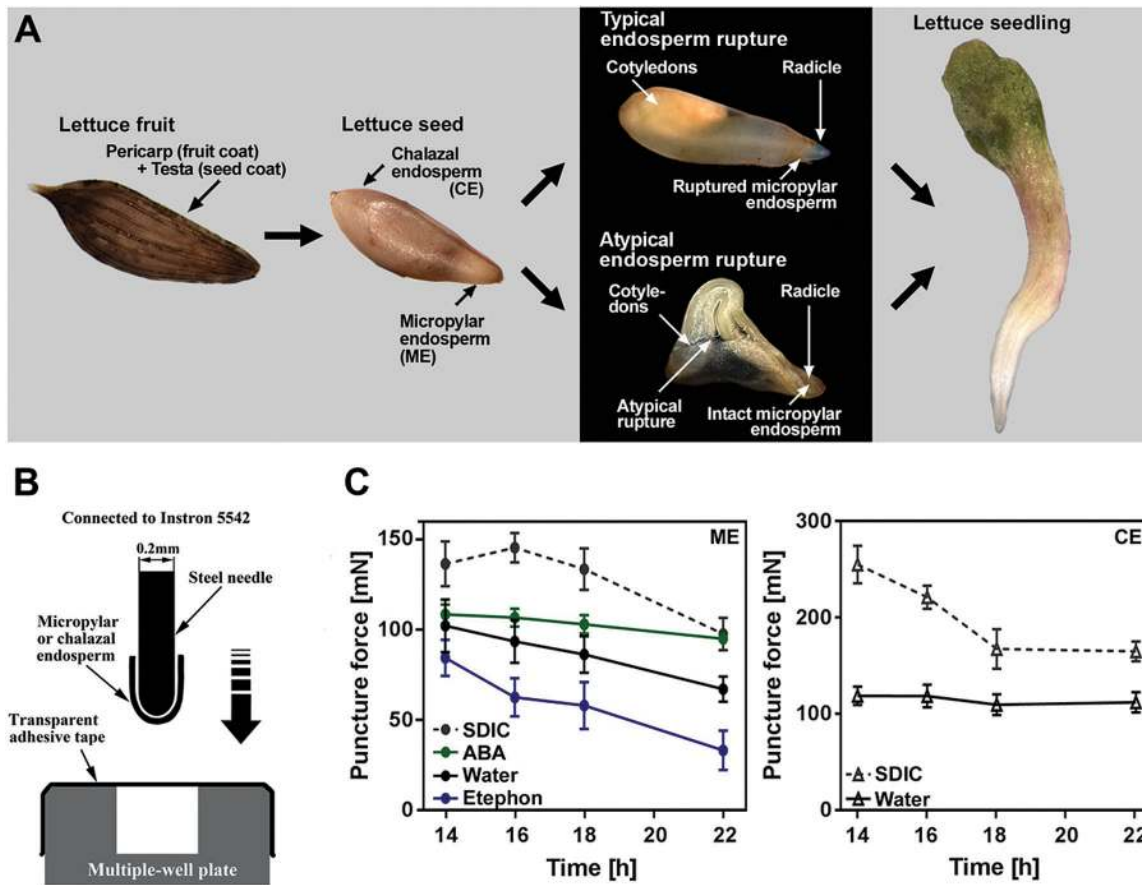 A
Lettuce fruit
Pericarp (fruit coat)
+ Testa (seed coat)
Lettuce seed
Chalazal
endosperm
(CE)
Micropylar
endosperm
(ME)
Typical
endosperm rupture
Cotyledons
Radicle
Ruptured micropylar
endosperm
Atypical
endosperm rupture
Cotyle-
dons
Radicle
Atypical
rupture
Intact micropylar
endosperm
Lettuce seedling
B
Connected to Instron 5542
0.2mm
Steel needle
Micropylar
or chalazal
endosperm
Transparent
adhesive tape
Multiple-well plate
C
ME
Puncture force [mN]
150
100
50
0
SDIC
ABA
Water
Etephon
14 16 18 20 22
Time [h]
CE
Puncture force [mN]
300
200
100
0
SDIC
Water
14 16 18 20 22
Time [h]